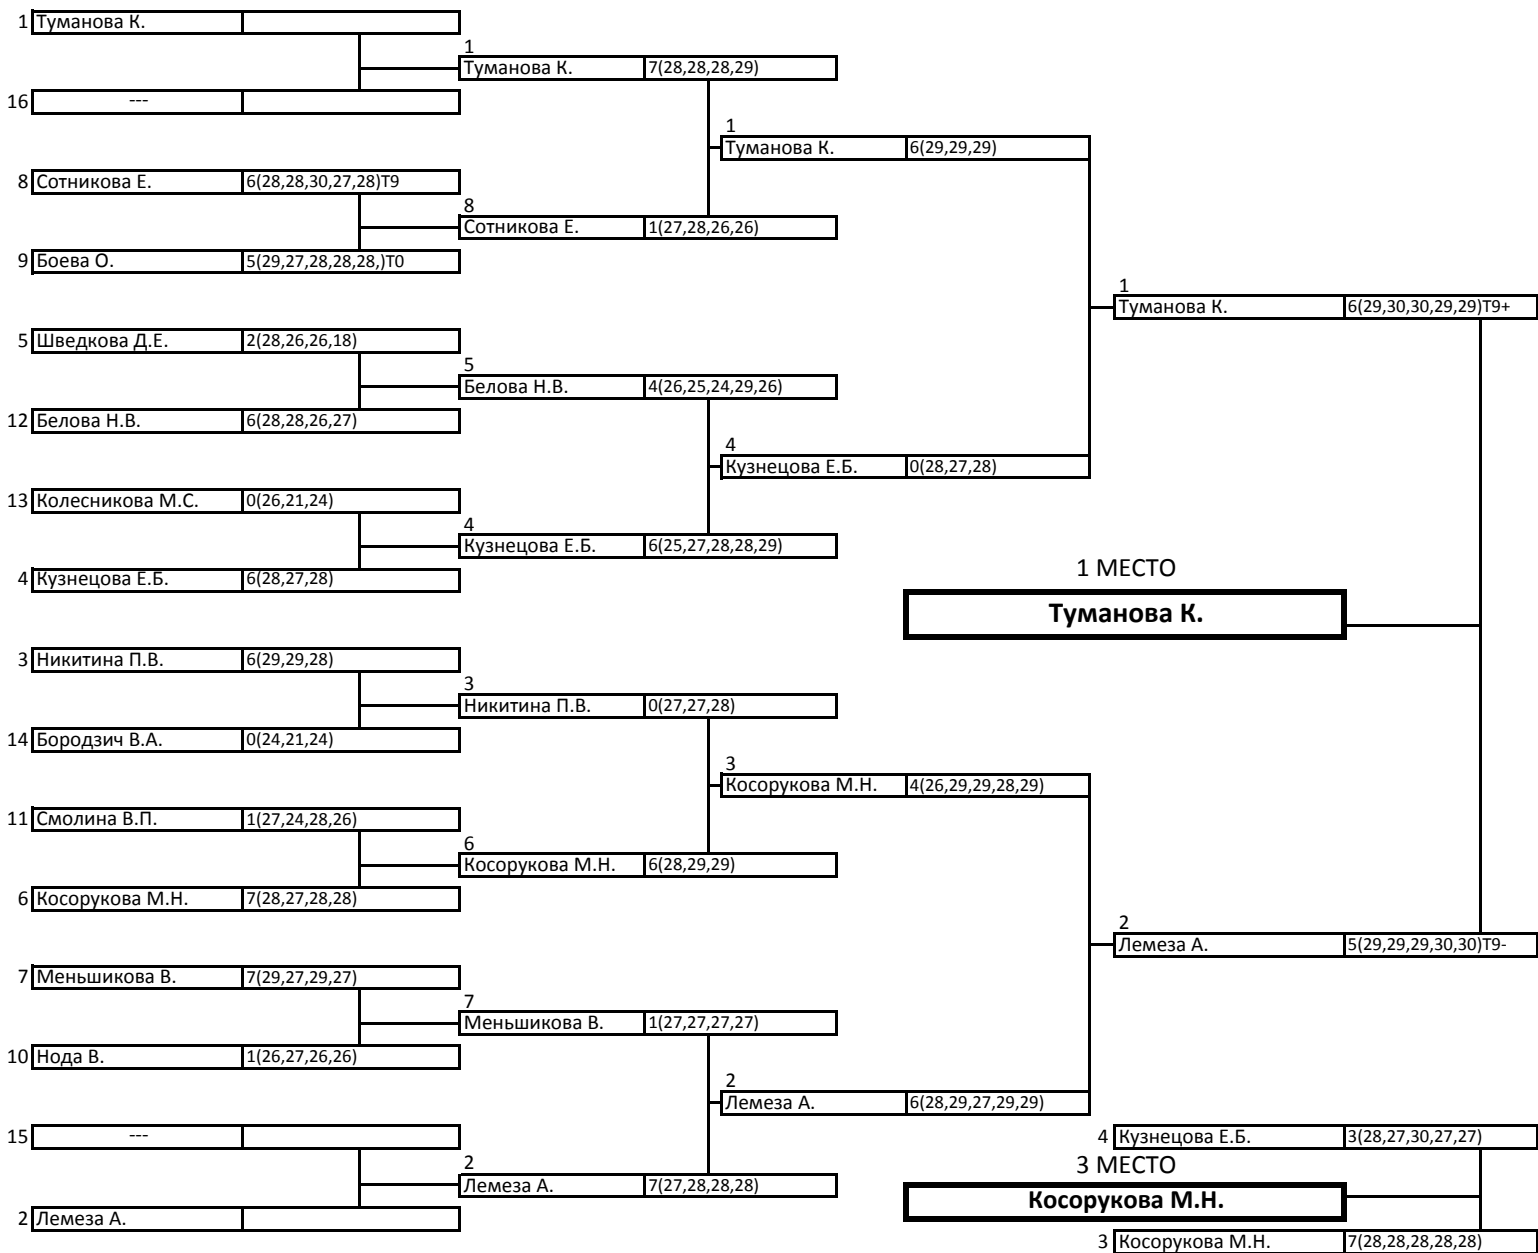 1 Туманова К.
1
Туманова К. 7(28,28,28,29)
16 ---
1
Туманова К. 6(29,29,29)
8 Сотникова Е. 6(28,28,30,27,28)T9
8
Сотникова Е. 1(27,28,26,26)
9 Боева О. 5(29,27,28,28,28,)T0
1
Туманова К. 6(29,30,30,29,29)T9+
5 Шведкова Д.Е. 2(28,26,26,18)
5
Белова Н.В. 4(26,25,24,29,26)
12 Белова Н.В. 6(28,28,26,27)
4
Кузнецова Е.Б. 0(28,27,28)
13 Колесникова М.С. 0(26,21,24)
4
Кузнецова Е.Б. 6(25,27,28,28,29)
4 Кузнецова Е.Б. 6(28,27,28)
1 МЕСТО
Туманова К.
3 Никитина П.В. 6(29,29,28)
3
Никитина П.В. 0(27,27,28)
14 Бородзич В.А. 0(24,21,24)
3
Косорукова М.Н. 4(26,29,29,28,29)
11 Смолина В.П. 1(27,24,28,26)
6
Косорукова М.Н. 6(28,29,29)
6 Косорукова М.Н. 7(28,27,28,28)
2
Лемеза А. 5(29,29,29,30,30)T9-
7 Меньшикова В. 7(29,27,29,27)
7
Меньшикова В. 1(27,27,27,27)
10 Нода В. 1(26,27,26,26)
2
Лемеза А. 6(28,29,27,29,29)
15 ---
4 Кузнецова Е.Б. 3(28,27,30,27,27)
2
Лемеза А. 7(27,28,28,28)
3 МЕСТО
Косорукова М.Н.
2 Лемеза А.
3 Косорукова М.Н. 7(28,28,28,28,28)